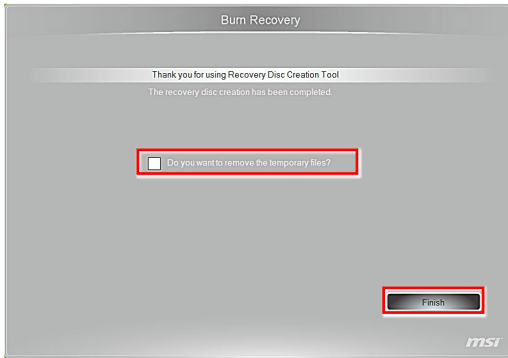 Burn Recovery
Thank you for using Recovery Disc Creation Tool
The recovery disc creation has been completed.
Do you want to remove the temporary files?
Finish
msi